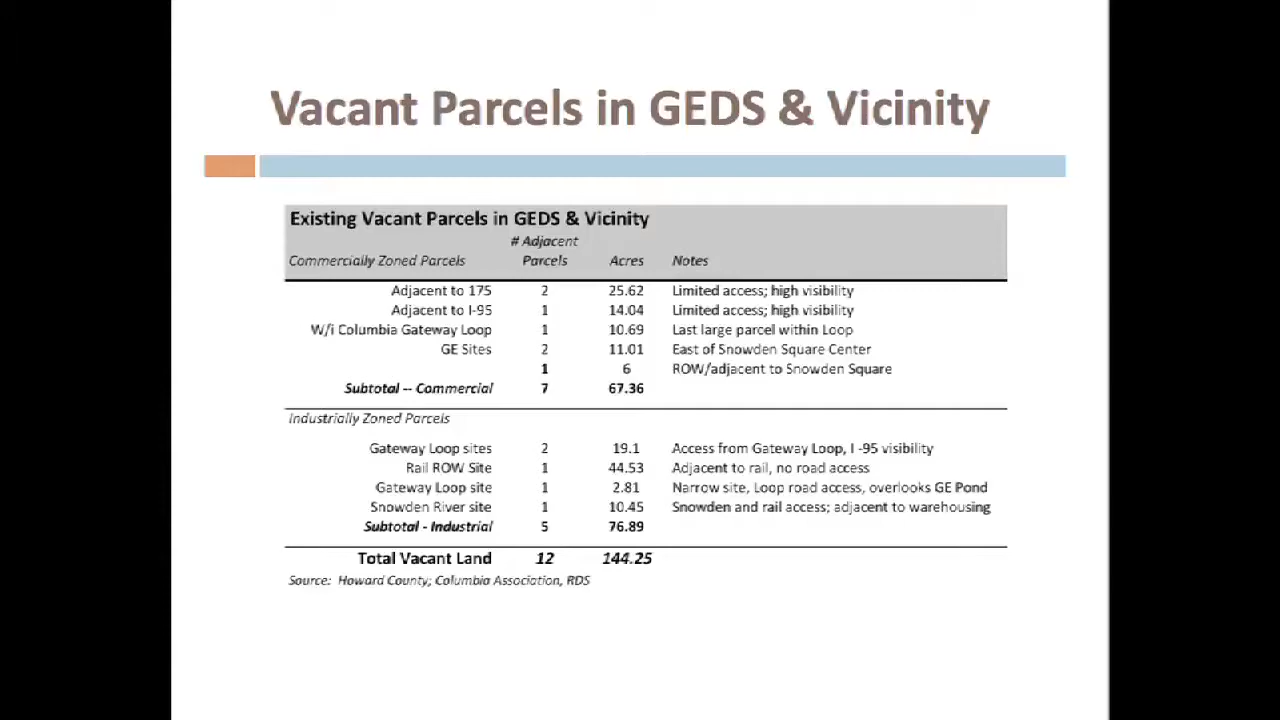 Vacant Parcels in GEDS & Vicinity
Existing Vacant Parcels in GEDS & Vicinity
# Adjacent
Commercially Zoned Parcels Parcels Acres Notes
Adjacent to 175 2 25.62 Limited access; high visibility
Adjacent to I-95 1 14.04 Limited access; high visibility
W/i Columbia Gateway Loop 1 10.69 Last large parcel within Loop
GE Sites 2 11.01 East of Snowden Square Center
1 6 ROW/adjacent to Snowden Square
Subtotal -- Commercial 7 67.36
Industrially Zoned Parcels
Gateway Loop sites 2 19.1 Access from Gateway Loop, I -95 visibility
Rail ROW Site 1 44.53 Adjacent to rail, no road access
Gateway Loop site 1 2.81 Narrow site, Loop road access, overlooks GE Pond
Snowden River site 1 10.45 Snowden and rail access; adjacent to warehousing
Subtotal - Industrial 5 76.89
Total Vacant Land 12 144.25
Source: Howard County; Columbia Association, RDS